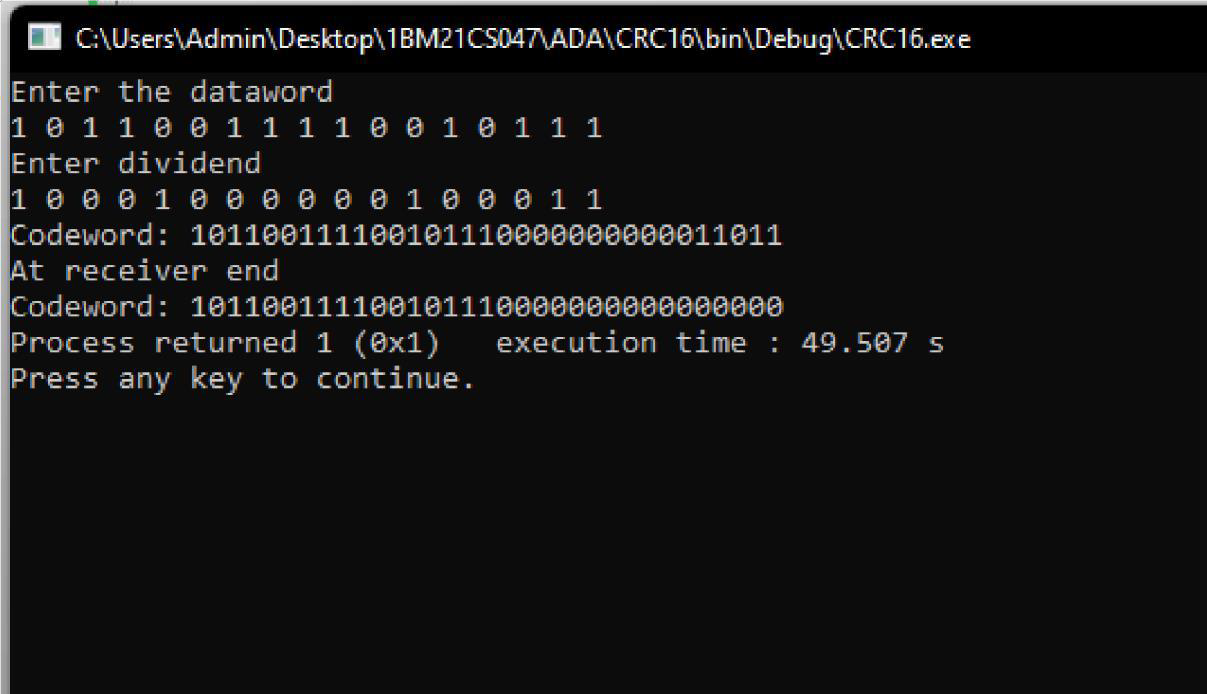 C:\Users\Admin\Desktop\1BM21CS047\ADA\CRC16\bin\Debug\CRC16.exe
Enter the dataword
1 0 1 1 0 0 1 1 1 1 0 0 1 0 1 1 1
Enter dividend
1 0 0 0 1 0 0 0 0 0 0 1 0 0 0 1 1
Codeword: 101100111100101110000000000011011
At receiver end
Codeword: 101100111100101110000000000000000
Process returned 1 (0x1)   execution time : 49.507 s
Press any key to continue.